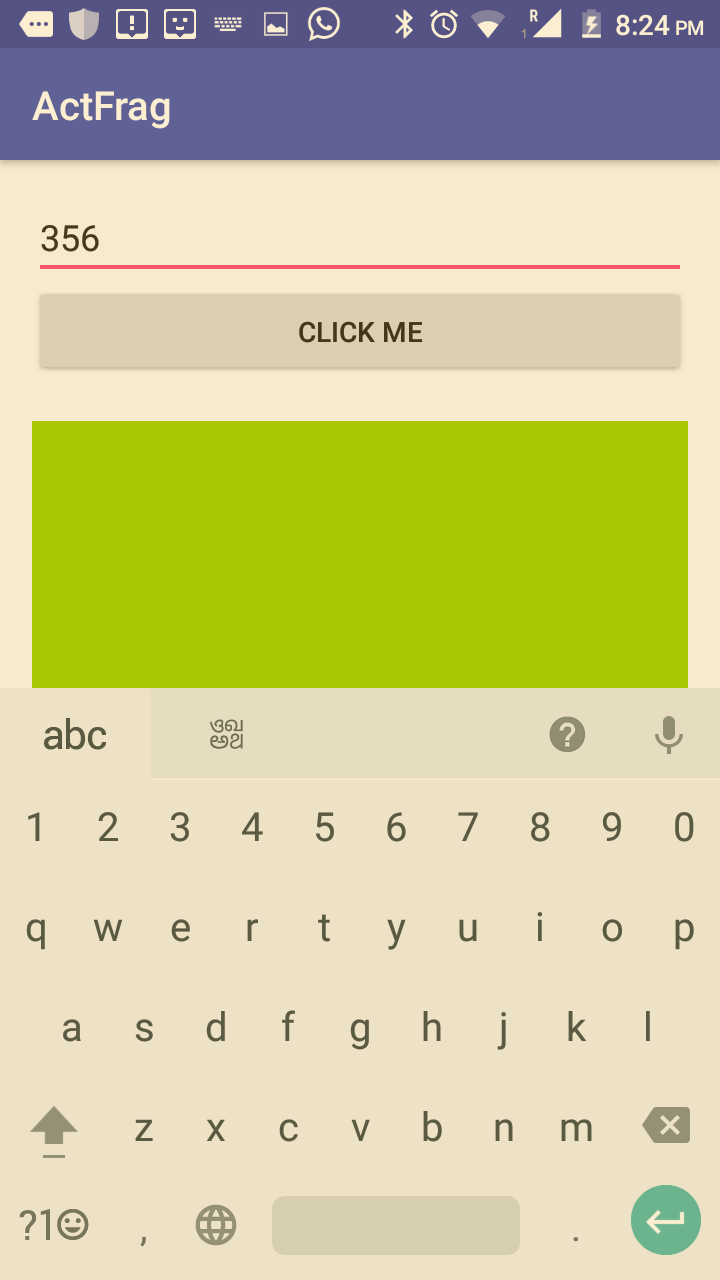 R
1
8:24 PM
ActFrag
356
CLICK ME
abc
?
1 2 3 4 5 6 7 8 9 0
q w e r t y u i o p
a s d f g h j k l
z x c v b n m
?1 , .